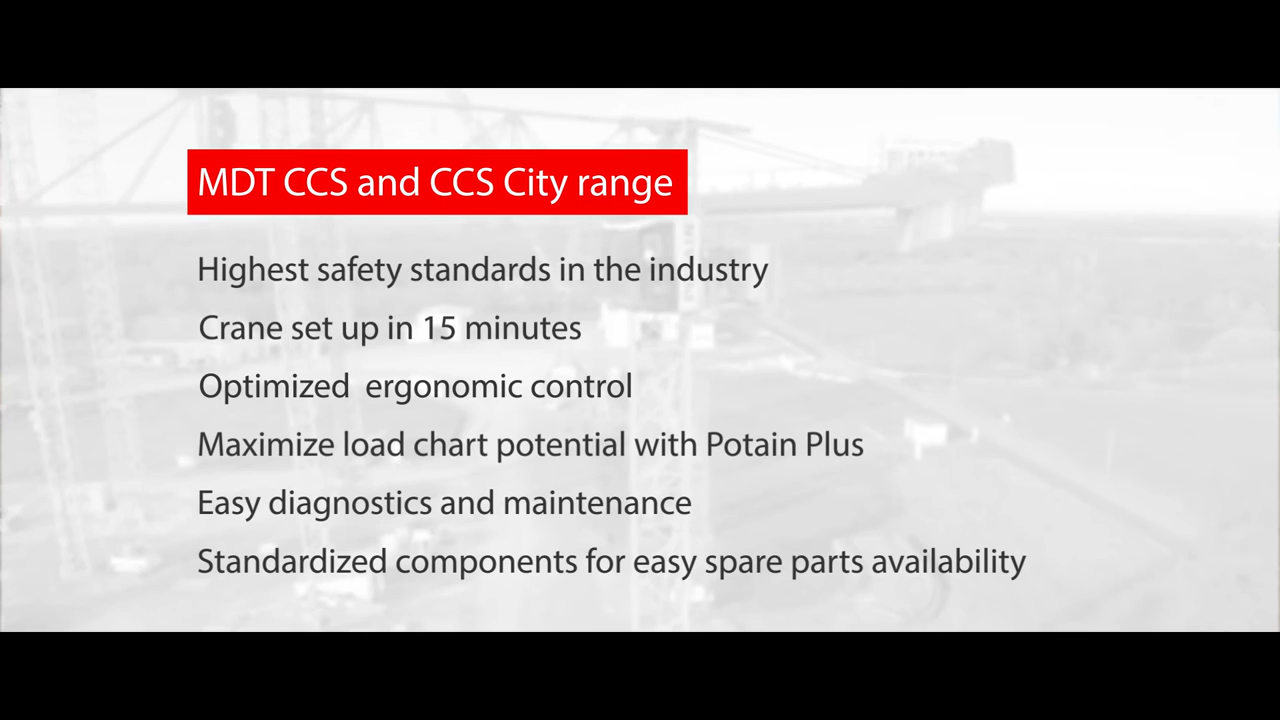 MDT CCS and CCS City range
Highest safety standards in the industry
Crane set up in 15 minutes
Optimized  ergonomic control
Maximize load chart potential with Potain Plus
Easy diagnostics and maintenance
Standardized components for easy spare parts availability